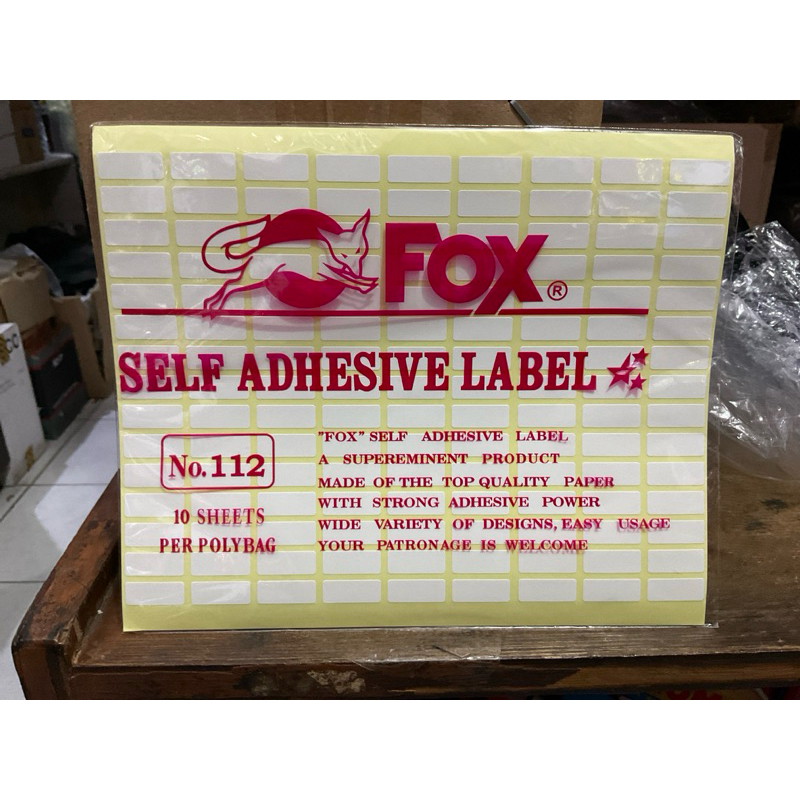 FOX ®
SELF ADHESIVE LABEL
No. 112
10 SHEETS
PER POLYBAG
"FOX" SELF ADHESIVE LABEL
A SUPEREMINENT PRODUCT
MADE OF THE TOP QUALITY PAPER
WITH STRONG ADHESIVE POWER
WIDE VARIETY OF DESIGNS, EASY USAGE
YOUR PATRONAGE IS WELCOME